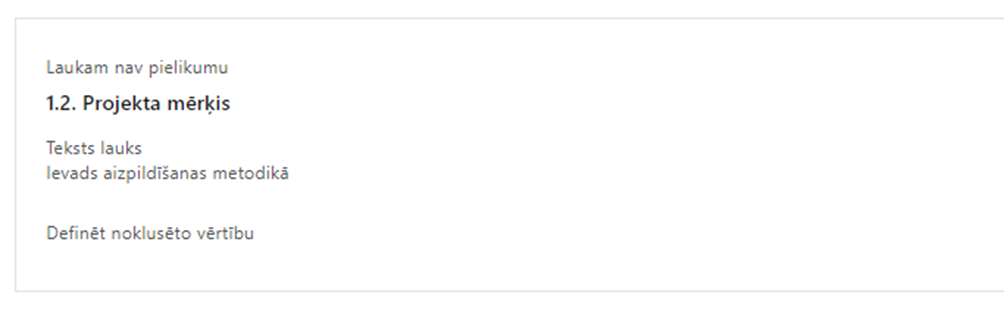 Laukam nav pielikumu
1.2. Projekta mērķis
Teksts lauks
Ievads aizpildīšanas metodikā
Definēt noklusēto vērtību